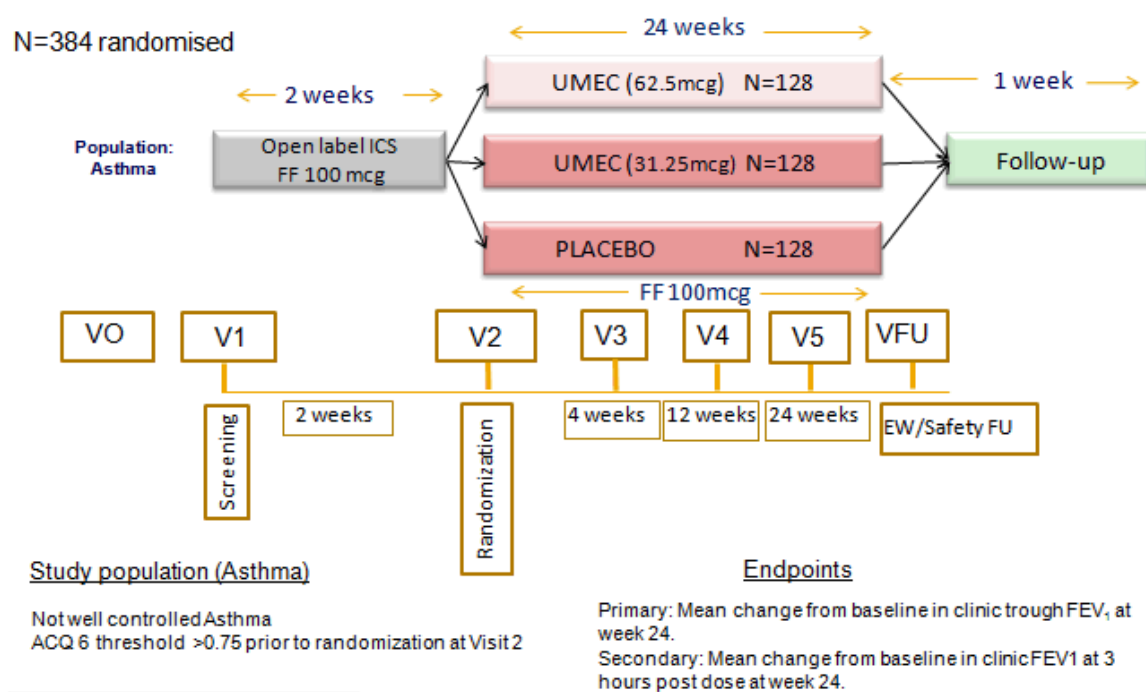 N=384 randomised
24 weeks
2 weeks
1 week
UMEC (62.5mcg) N=128
Population:
Asthma
Open label ICS
FF 100 mcg
UMEC (31.25mcg) N=128
Follow-up
PLACEBO N=128
FF 100mcg
VO
V1
V2
V3
V4
V5
VFU
2 weeks
4 weeks
12 weeks
24 weeks
EW/Safety FU
Screening
Randomization
Study population (Asthma)
Not well controlled Asthma
ACQ 6 threshold >0.75 prior to randomization at Visit 2
Endpoints
Primary: Mean change from baseline in clinic trough FEV₁ at
week 24.
Secondary: Mean change from baseline in clinic FEV1 at 3
hours post dose at week 24.